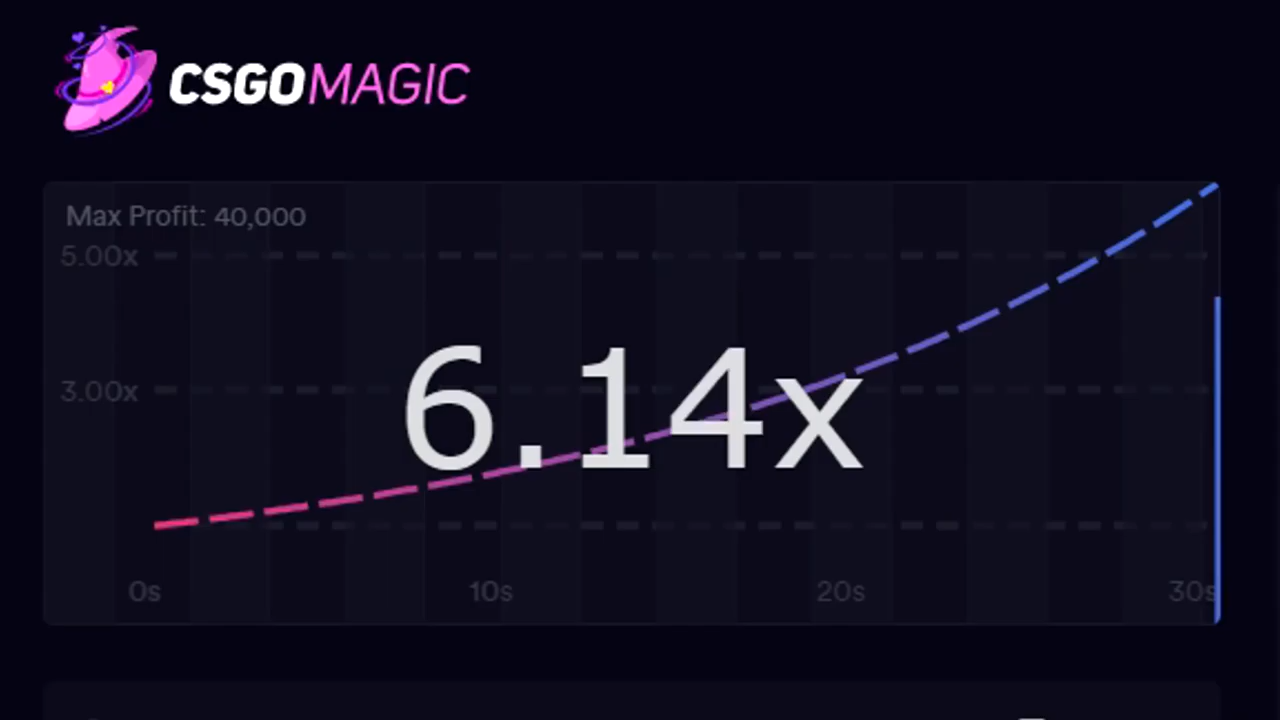 CSGOMAGIC
Max Profit: 40,000
5.00x
6.14x
3.00x
0s 10s 20s 30s